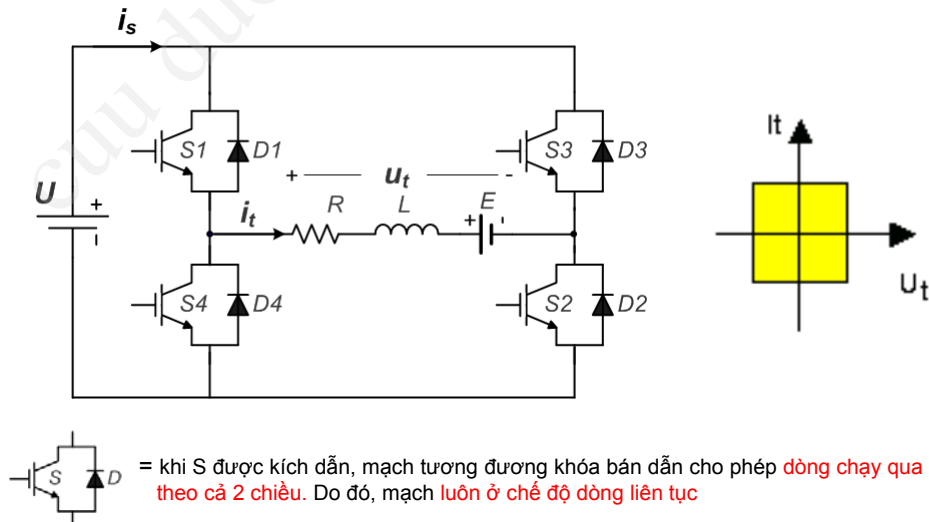 cuu du
i_s
S1 D1 S3 D3
+ u_t -
U + R L E It
i_t + '
S4 D4 S2 D2 U_t
S D = khi S được kích dẫn, mạch tương đương khóa bán dẫn cho phép dòng chạy qua
theo cả 2 chiều. Do đó, mạch luôn ở chế độ dòng liên tục